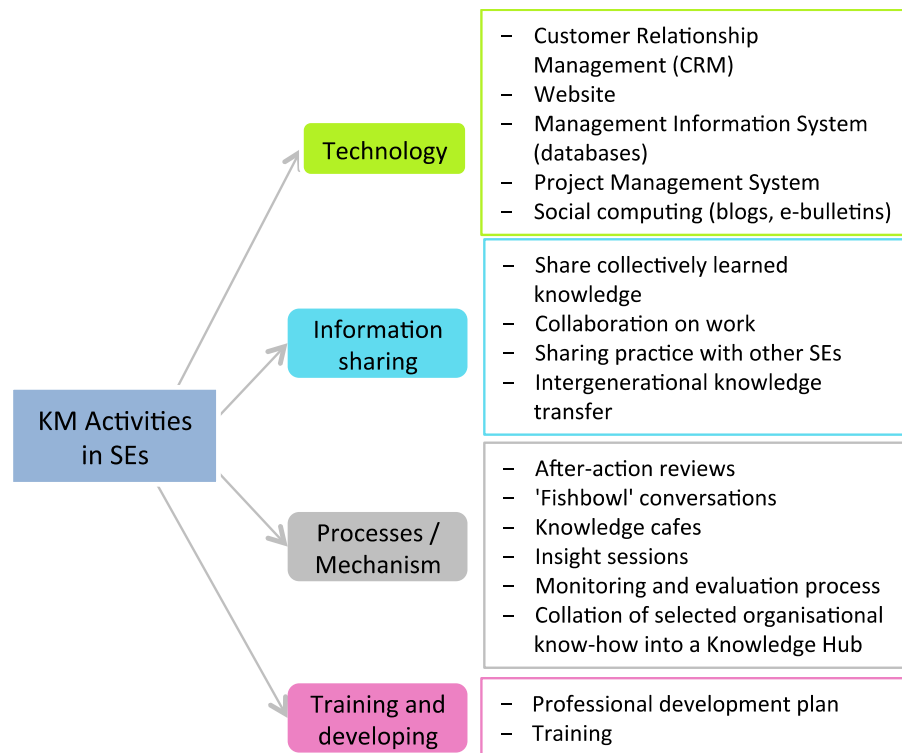 Technology
– Customer Relationship
Management (CRM)
– Website
– Management Information System
(databases)
– Project Management System
– Social computing (blogs, e-bulletins)
Information
sharing
– Share collectively learned
knowledge
– Collaboration on work
– Sharing practice with other SEs
– Intergenerational knowledge
transfer
KM Activities
in SEs
Processes /
Mechanism
– After-action reviews
– 'Fishbowl' conversations
– Knowledge cafes
– Insight sessions
– Monitoring and evaluation process
– Collation of selected organisational
know-how into a Knowledge Hub
Training and
developing
– Professional development plan
– Training